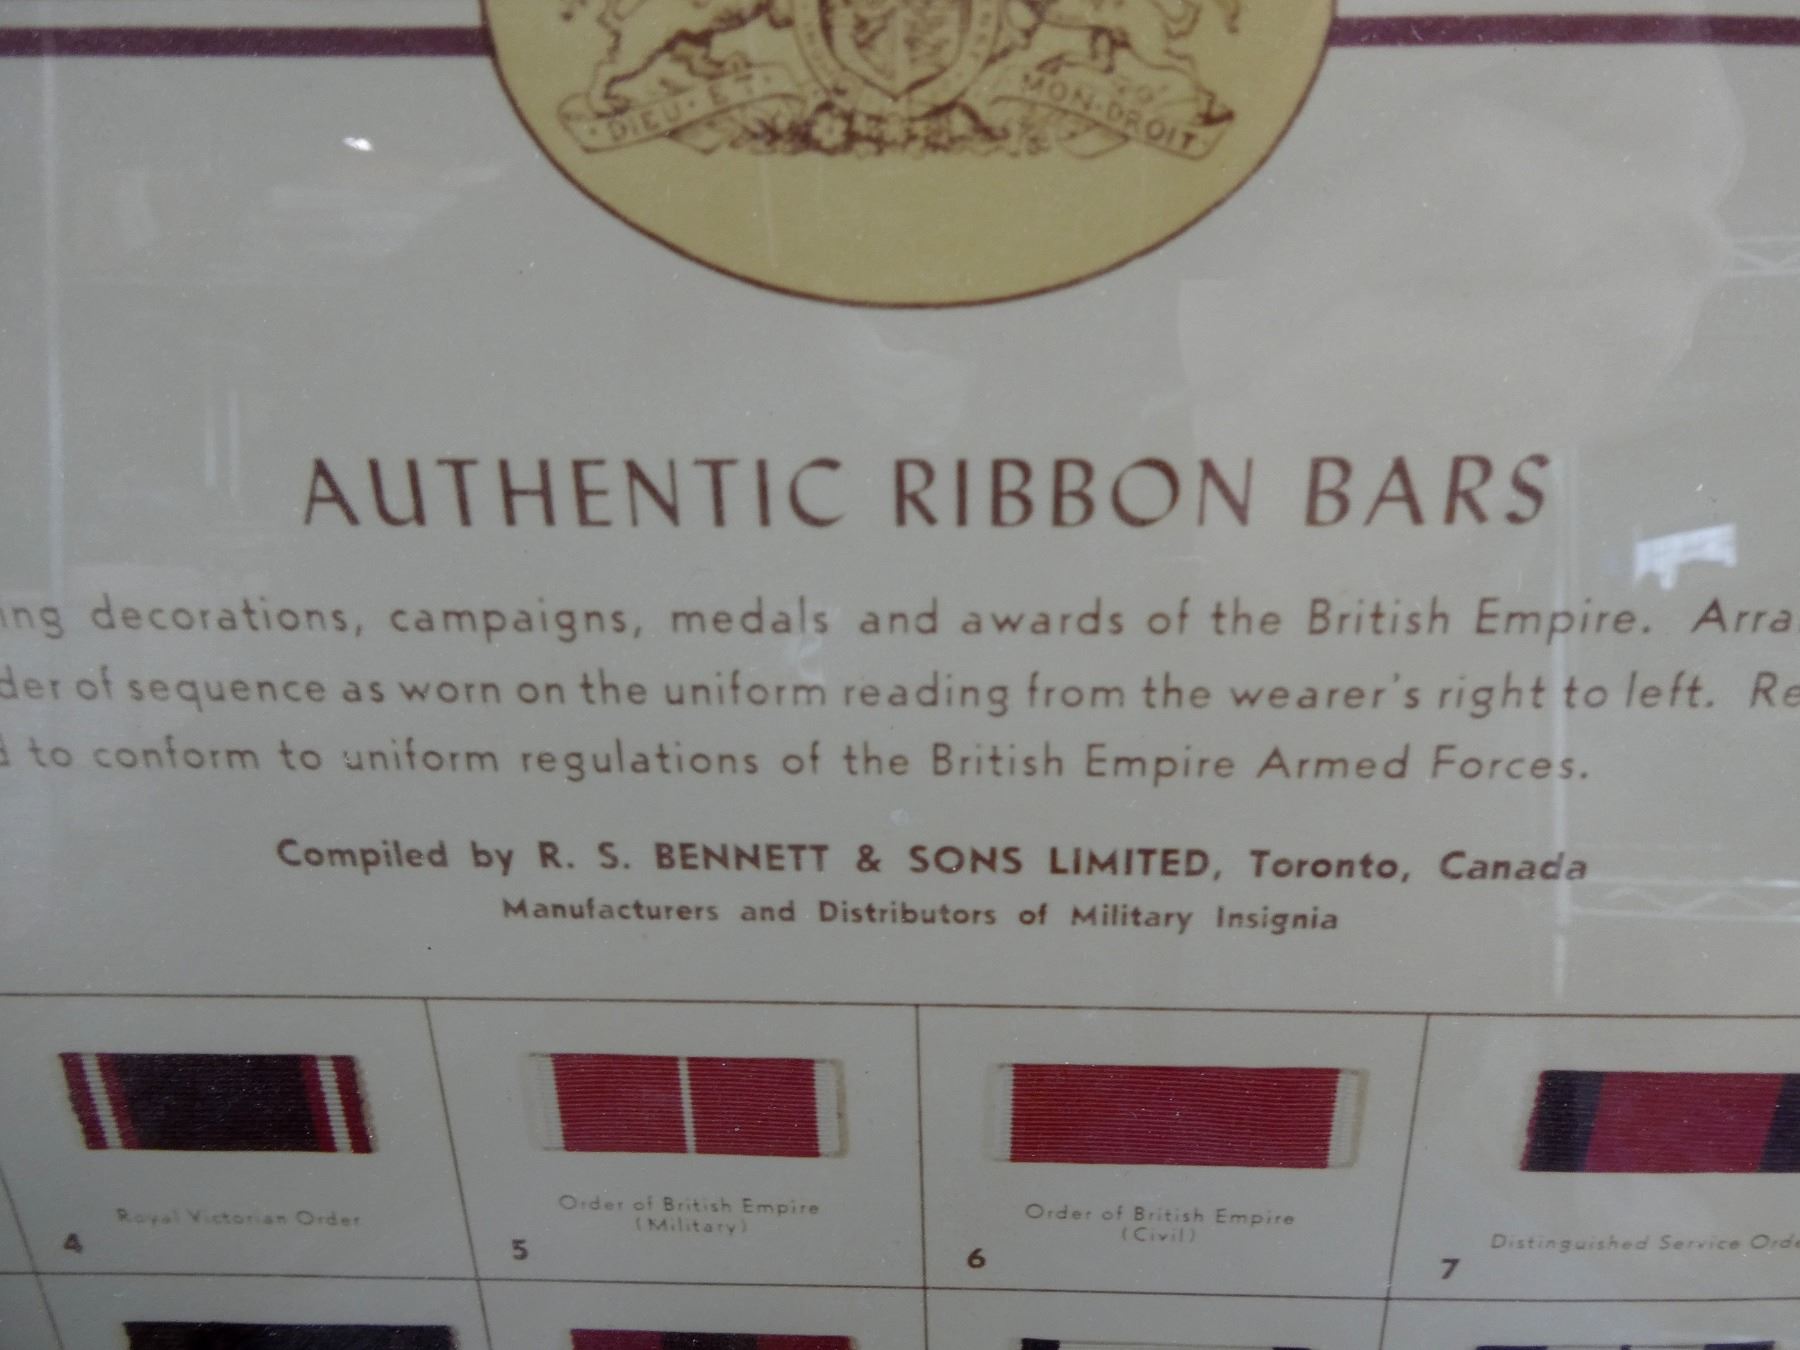 DIEU · ET MON · DROIT
AUTHENTIC RIBBON BARS
decorations, campaigns, medals and awards of the British Empire.
of sequence as worn on the uniform reading from the wearer's right to left.
to conform to uniform regulations of the British Empire Armed Forces.
Compiled by R. S. BENNETT & SONS LIMITED, Toronto, Canada
Manufacturers and Distributors of Military Insignia
Royal Victorian Order
4
Order of British Empire
(Military)
5
Order of British Empire
(Civil)
6
Distinguished Service
7